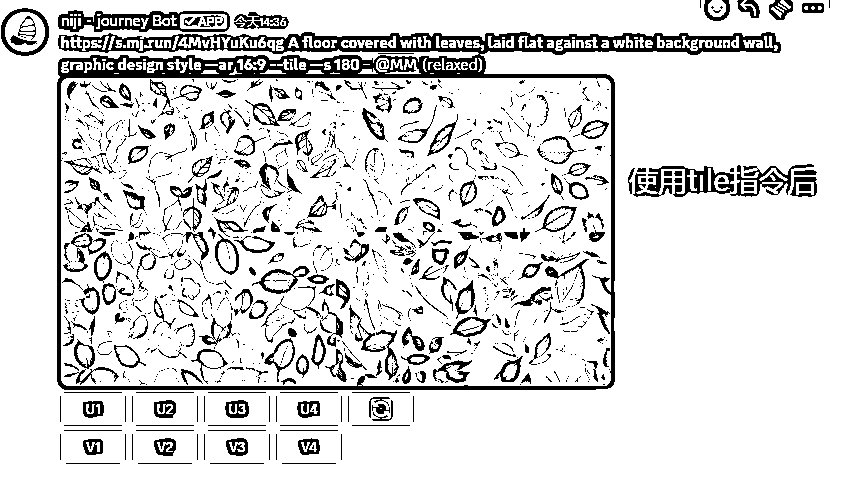 niji - journey Bot ✓APP 今天14:36
https://s.mj.run/4MvHYuKu6qg A floor covered with leaves, laid flat against a white background wall,
graphic design style --ar 16:9 --tile --s 180 - @MM (relaxed)
使用tile指令后
U1 U2 U3 U4
V1 V2 V3 V4